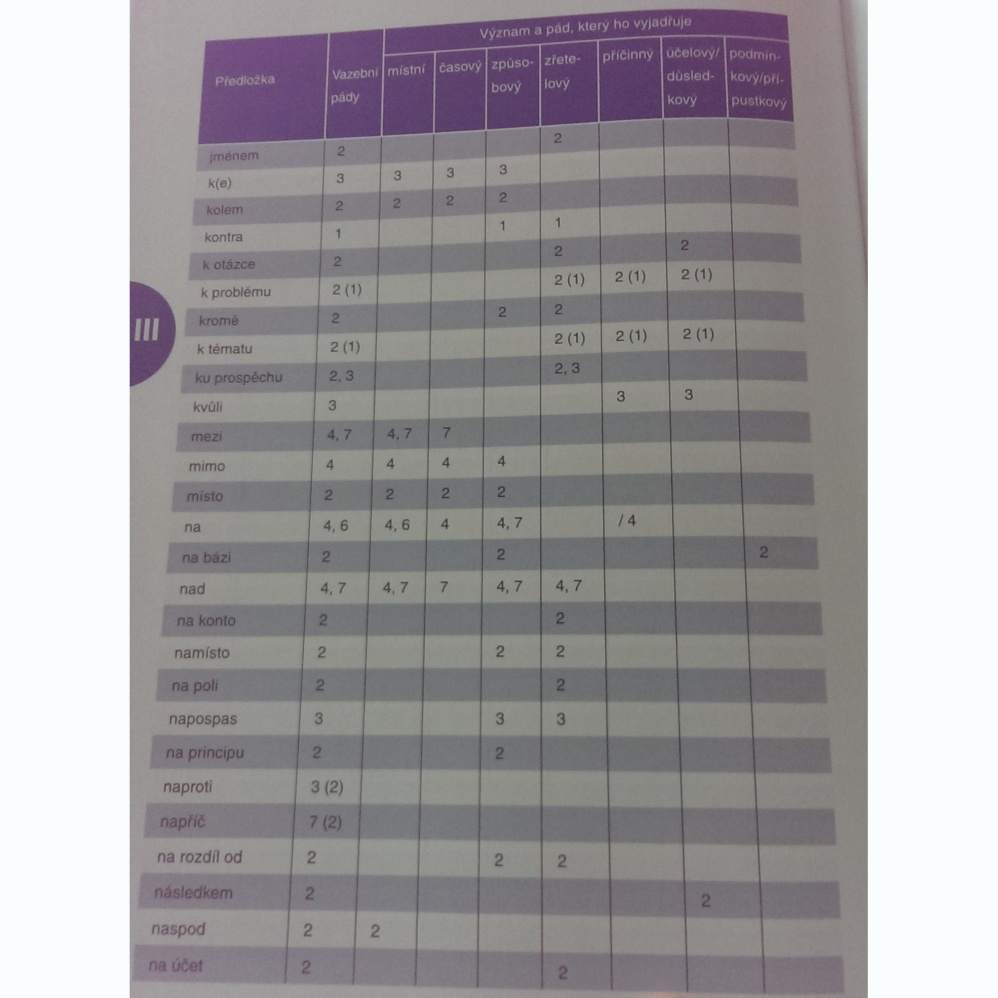 Význam a pád, který ho vyjadřuje
Předložka Vazební pády místní časový způso-bový zřete-lový příčinný účelový/důsled-kový podmín-kový/pří-pustkový
jménem 2 2
k(e) 3 3 3 3
kolem 2 2 2 2
kontra 1 1 1
k otázce 2 2 2
k problému 2 (1) 2 (1) 2 (1) 2 (1)
kromě 2 2 2
k tématu 2 (1) 2 (1) 2 (1) 2 (1)
ku prospěchu 2, 3 2, 3
kvůli 3 3 3
mezi 4, 7 4, 7 7
mimo 4 4 4 4
místo 2 2 2 2
na 4, 6 4, 6 4 4, 7 / 4
na bázi 2 2 2
nad 4, 7 4, 7 7 4, 7 4, 7
na konto 2 2
namísto 2 2 2
na poli 2 2
napospas 3 3 3
na principu 2 2
naproti 3 (2)
napříč 7 (2)
na rozdíl od 2 2 2
následkem 2 2
naspod 2 2
na účet 2 2
III